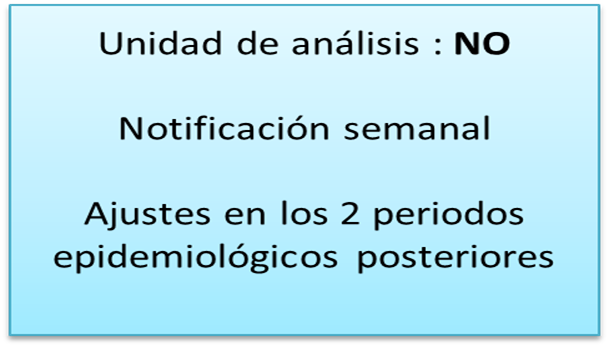 Unidad de análisis : NO
Notificación semanal
Ajustes en los 2 periodos
epidemiológicos posteriores